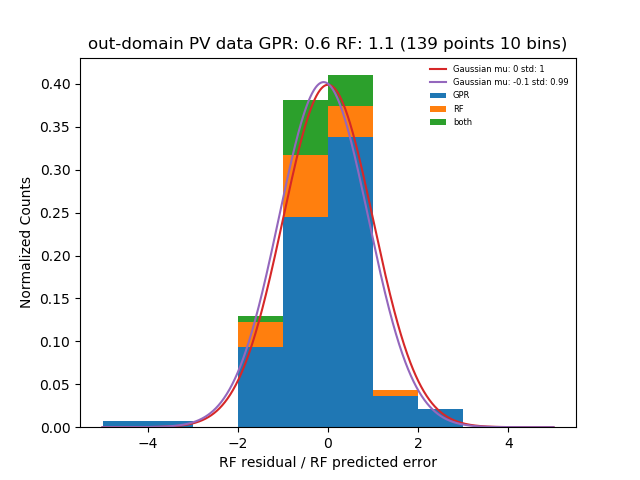 out-domain PV data GPR: 0.6 RF: 1.1 (139 points 10 bins)
Gaussian mu: 0 std: 1
Gaussian mu: -0.1 std: 0.99
GPR
RF
both
Normalized Counts
0.40
0.35
0.30
0.25
0.20
0.15
0.10
0.05
0.00
−4 −2 0 2 4
RF residual / RF predicted error